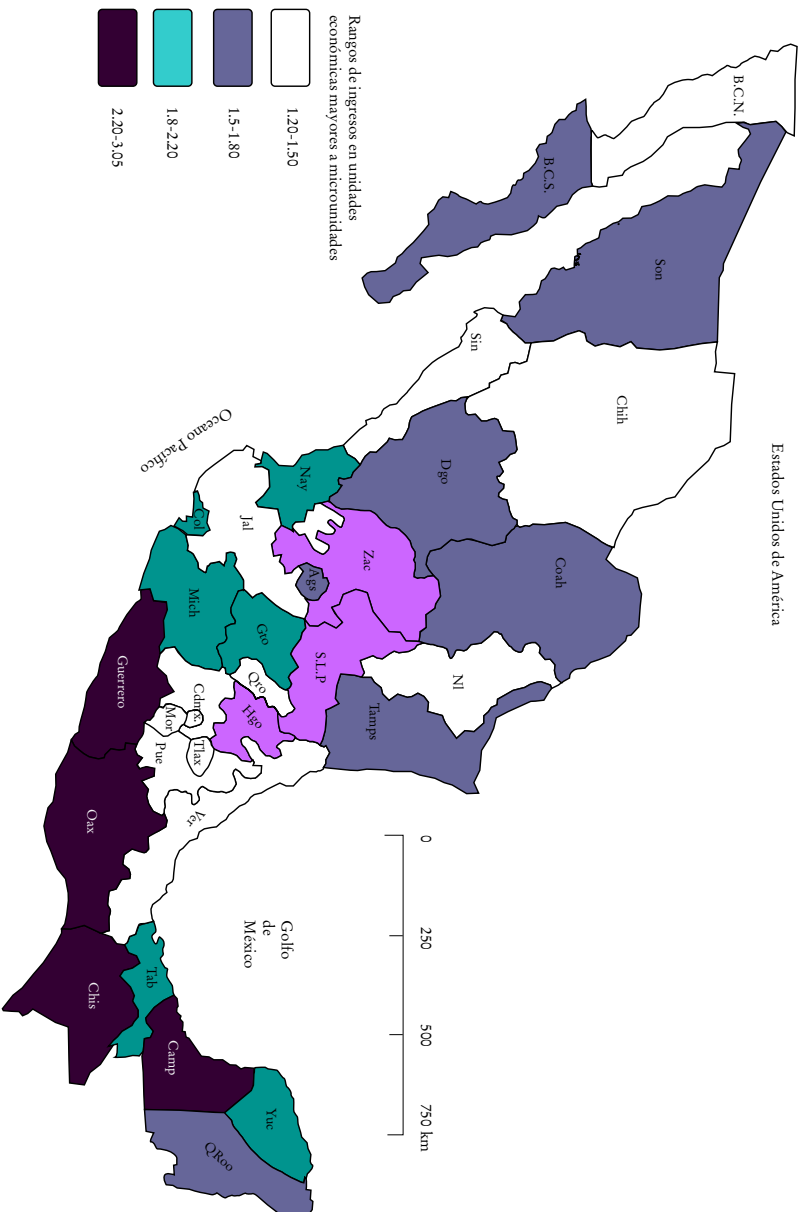 Estados Unidos de América
B.C.N.
Son
B.C.S.
Chih
Coah
Sin
Dgo
Nl
Nay
Zac
Tamps
Ags
S.L.P
Jal
Gto
Qro
Hgo
Col
Mich
Cdmx.
Mor
Tlax
Pue
Ver
Guerrero
Oax
Chis
Tab
Camp
Yuc
QRoo
Oceano Pacífico
Golfo
de
México
0 250 500 750 km
Rangos de ingresos en unidades
económicas mayores a microunidades
1.20-1.50
1.5-1.80
1.8-2.20
2.20-3.05